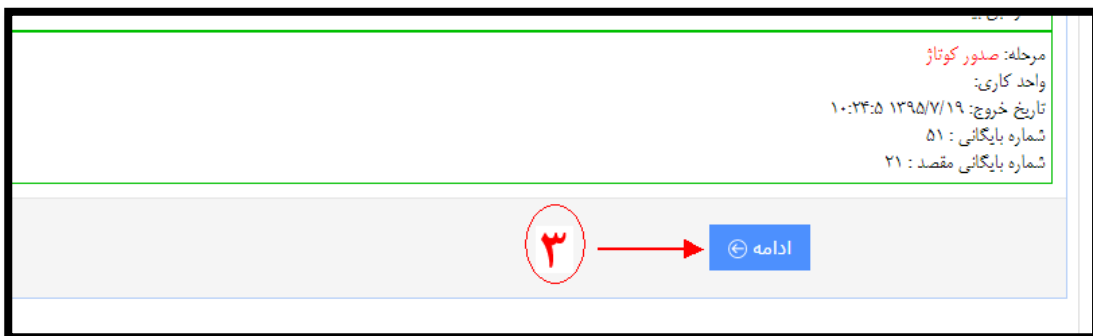 مرحله: صدور کوتاژ
واحد کاری:
تاریخ خروج: ۱۳۹۵/۷/۱۹ ۱۰:۲۴:۵
شماره بایگانی : ۵۱
شماره بایگانی مقصد : ۲۱
ادامه
۳